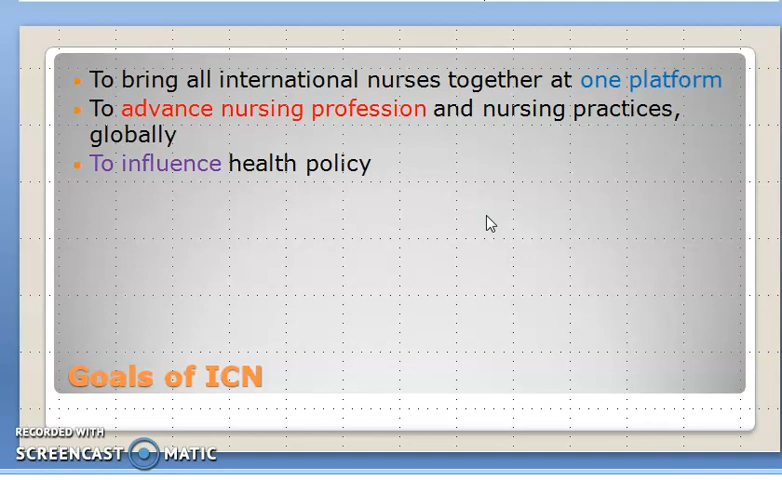 To bring all international nurses together at one platform
To advance nursing profession and nursing practices,
globally
To influence health policy
Goals of ICN
RECORDED WITH
SCREENCAST MATIC